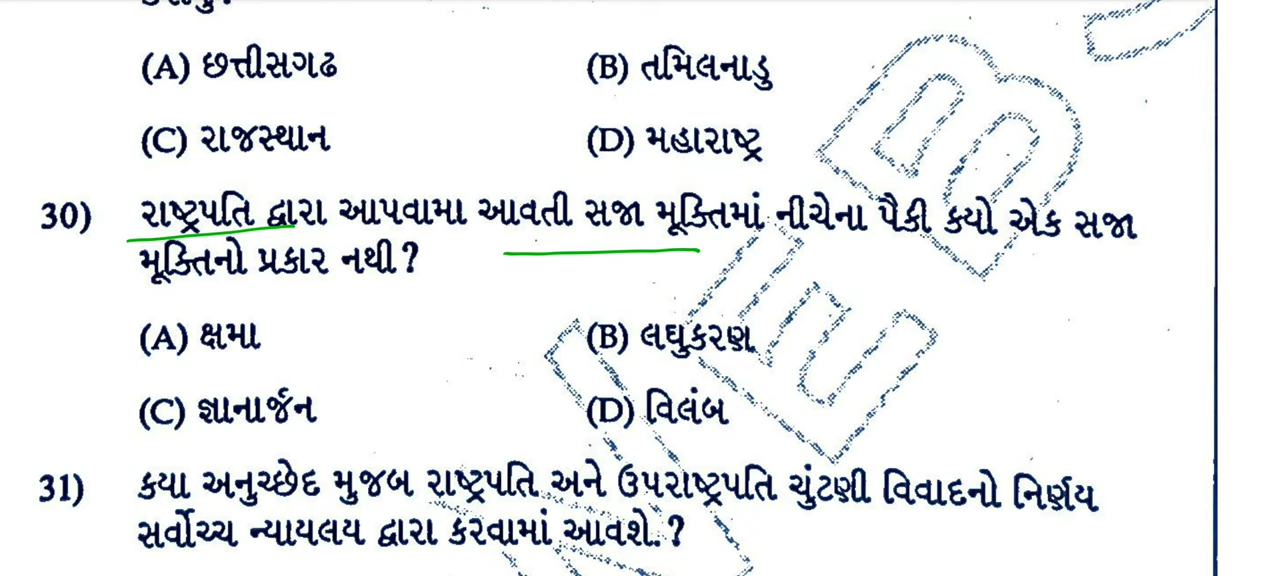 (A) છત્તીસગઢ (B) તમિલનાડુ
(C) રાજસ્થાન (D) મહારાષ્ટ્ર
30) રાષ્ટ્રપતિ દ્વારા આપવામા આવતી સજા મૂક્તિમાં નીચેના પૈકી કયો એક સજા
મૂક્તિનો પ્રકાર નથી?
(A) ક્ષમા (B) લઘુકરણ
(C) જ્ઞાનાર્જન (D) વિલંબ
31) કયા અનુચ્છેદ મુજબ રાષ્ટ્રપતિ અને ઉપરાષ્ટ્રપતિ ચુંટણી વિવાદનો નિર્ણય
સર્વોચ્ચ ન્યાયલય દ્વારા કરવામાં આવશે.?